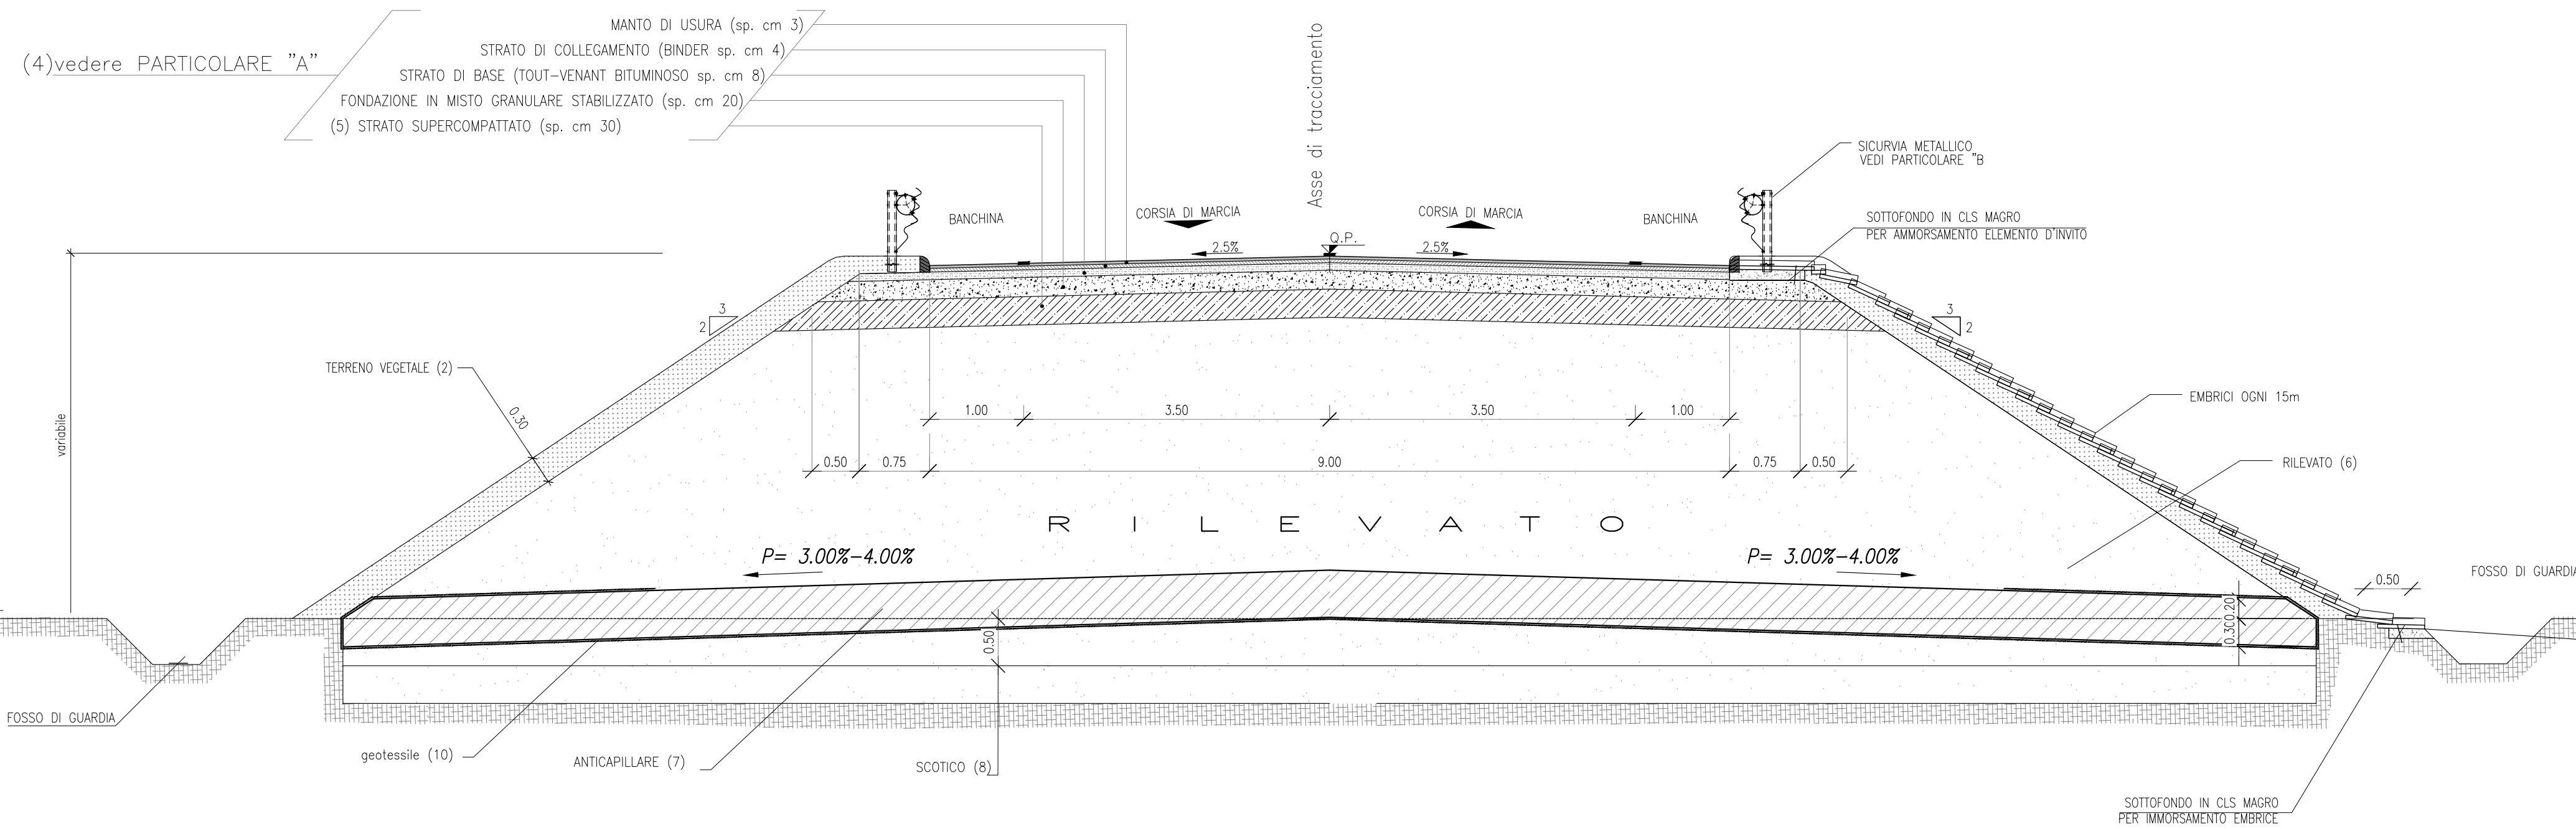 MANTO DI USURA (sp. cm 3)
STRATO DI COLLEGAMENTO (BINDER sp. cm 4)
(4)vedere PARTICOLARE "A"
STRATO DI BASE (TOUT-VENANT BITUMINOSO sp. cm 8)
FONDAZIONE IN MISTO GRANULARE STABILIZZATO (sp. cm 20)
(5) STRATO SUPERCOMPATTATO (sp. cm 30)
Asse di tracciamento
SICURVIA METALLICO
VEDI PARTICOLARE "B
BANCHINA
CORSIA DI MARCIA
CORSIA DI MARCIA
BANCHINA
SOTTOFONDO IN CLS MAGRO
PER AMMORSAMENTO ELEMENTO D'INVITO
2.5%
Q.P.
2.5%
3
2
3
2
TERRENO VEGETALE (2)
0.30
variabile
1.00
3.50
3.50
1.00
EMBRICI OGNI 15m
0.50
0.75
9.00
0.75
0.50
RILEVATO (6)
R I L E V A T O
P= 3.00%-4.00%
P= 3.00%-4.00%
0.50
FOSSO DI GUARDIA
0.20
0.30
0.50
FOSSO DI GUARDIA
geotessile (10)
ANTICAPILLARE (7)
SCOTICO (8)
SOTTOFONDO IN CLS MAGRO
PER IMMORSAMENTO EMBRICE